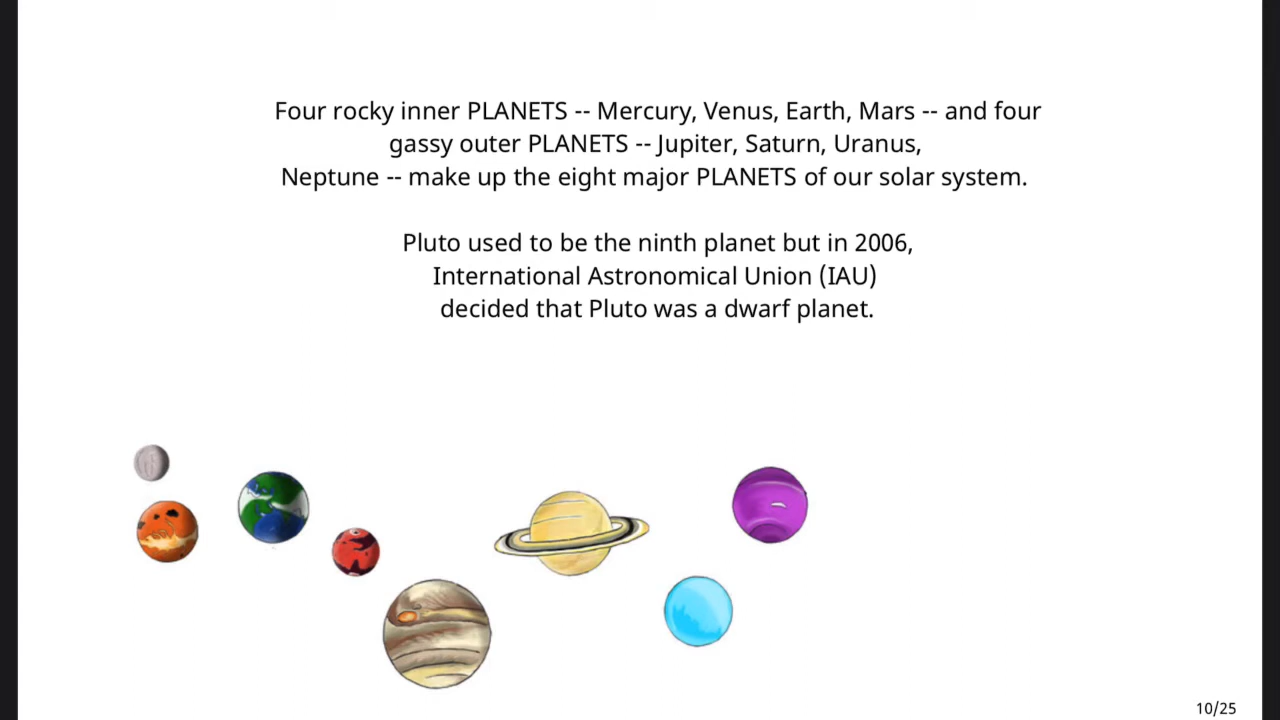 Four rocky inner PLANETS -- Mercury, Venus, Earth, Mars -- and four
gassy outer PLANETS -- Jupiter, Saturn, Uranus,
Neptune -- make up the eight major PLANETS of our solar system.
Pluto used to be the ninth planet but in 2006,
International Astronomical Union (IAU)
decided that Pluto was a dwarf planet.
10/25